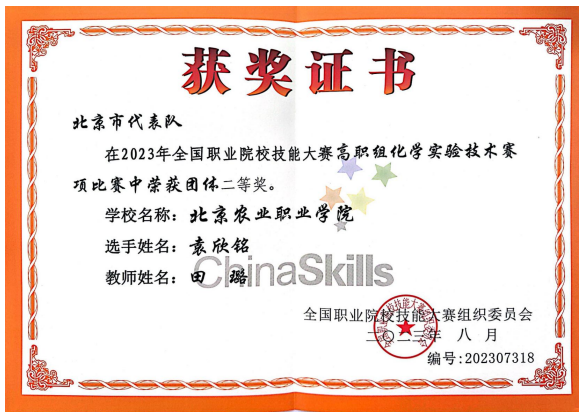 获奖证书
北京市代表队
在2023年全国职业院校技能大赛高职组化学实验技术赛
项比赛中荣获团体二等奖。
学校名称：北京农业职业学院
选手姓名：袁欣铭
教师姓名：田 璐
ChinaSkills
全国职业院校技能大赛组织委员会
二〇二三年 八 月
编号:202307318